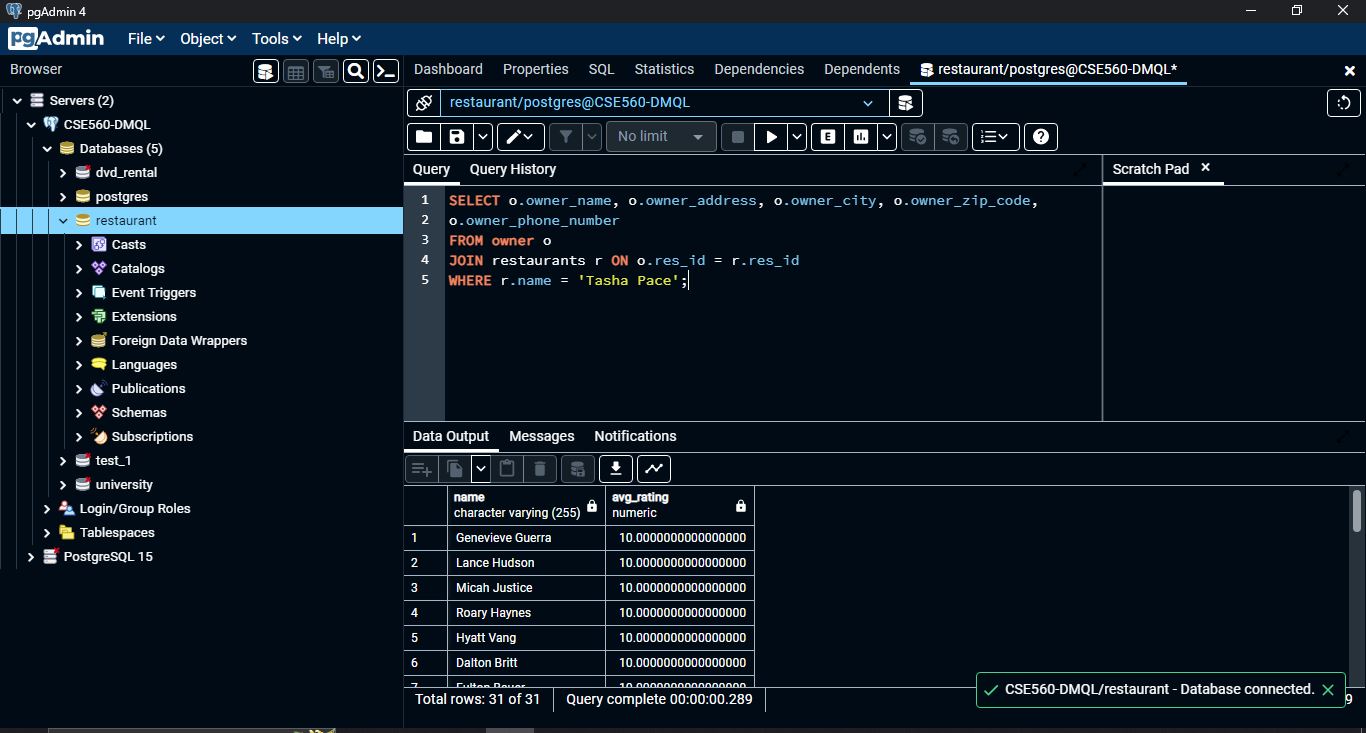 pgAdmin 4
pgAdmin File Object Tools Help
Browser
Dashboard Properties SQL Statistics Dependencies Dependents restaurant/postgres@CSE560-DMQL*
Servers (2)
CSE560-DMQL
Databases (5)
dvd_rental
postgres
restaurant
Casts
Catalogs
Event Triggers
Extensions
Foreign Data Wrappers
Languages
Publications
Schemas
Subscriptions
test_1
university
Login/Group Roles
Tablespaces
PostgreSQL 15
restaurant/postgres@CSE560-DMQL
No limit
Query Query History
Scratch Pad
1 SELECT o.owner_name, o.owner_address, o.owner_city, o.owner_zip_code,
2 o.owner_phone_number
3 FROM owner o
4 JOIN restaurants r ON o.res_id = r.res_id
5 WHERE r.name = 'Tasha Pace';
Data Output Messages Notifications
name avg_rating
character varying (255) numeric
1 Genevieve Guerra 10.0000000000000000
2 Lance Hudson 10.0000000000000000
3 Micah Justice 10.0000000000000000
4 Roary Haynes 10.0000000000000000
5 Hyatt Vang 10.0000000000000000
6 Dalton Britt 10.0000000000000000
Total rows: 31 of 31 Query complete 00:00:00.289
CSE560-DMQL/restaurant - Database connected.